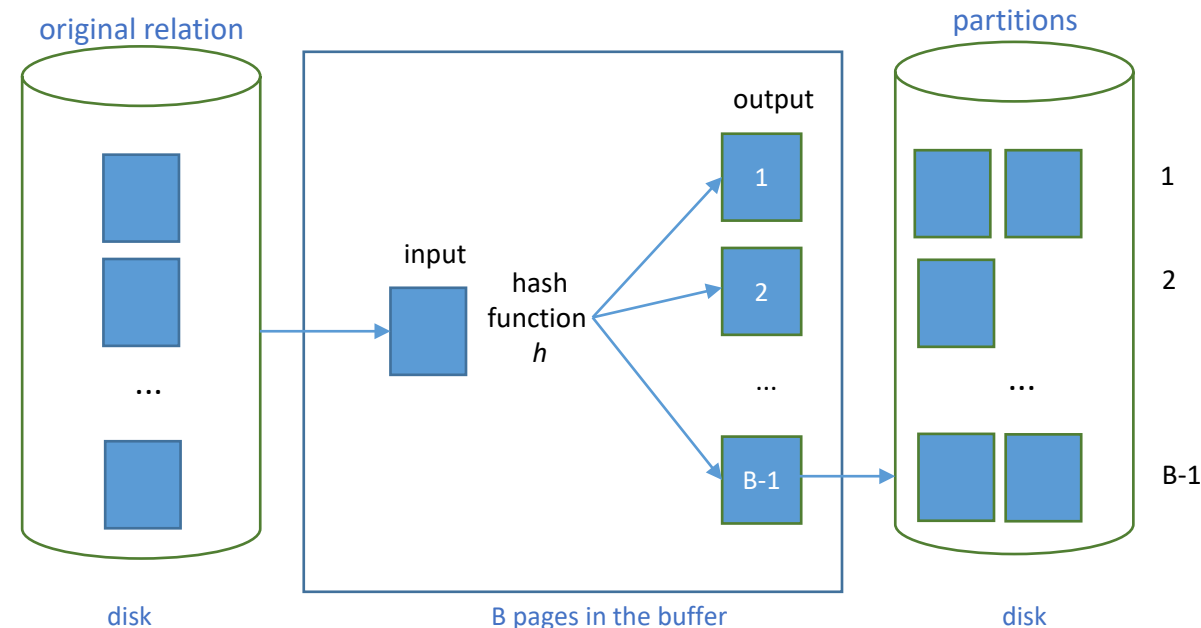 original relation
partitions
output
1
1
input
hash
function
h
2
2
...
...
...
B-1
B-1
disk
B pages in the buffer
disk